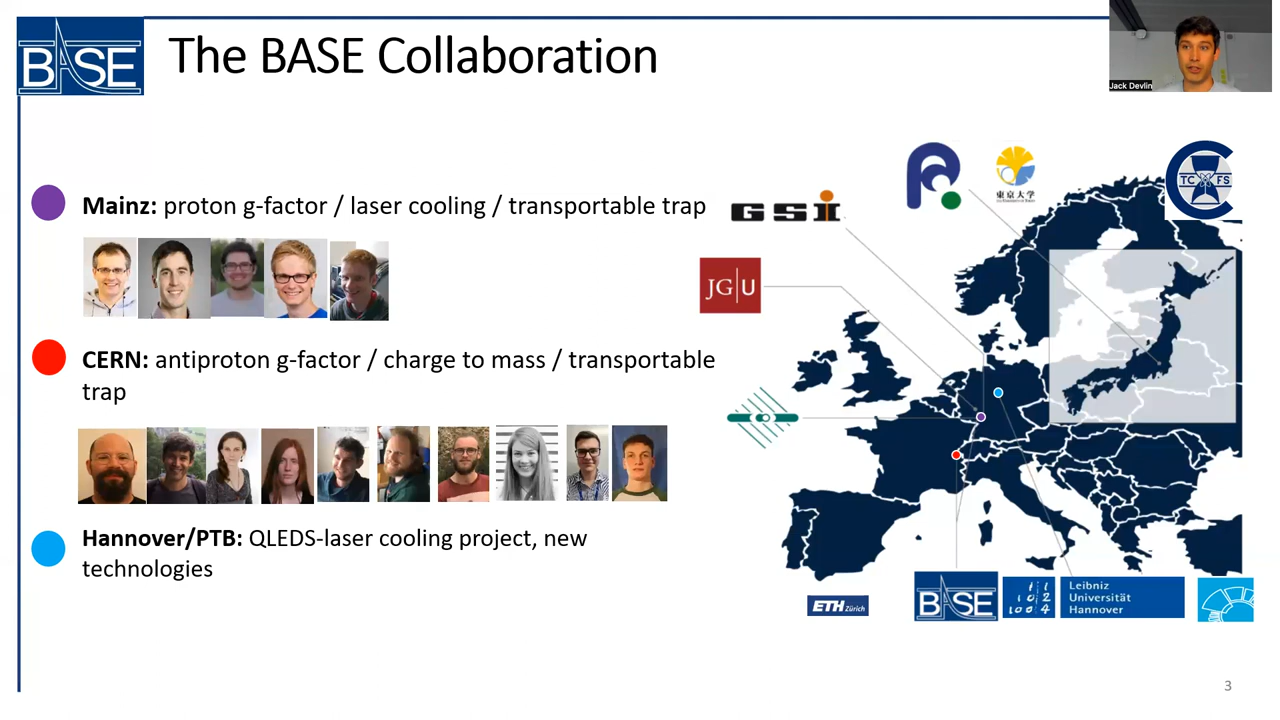 BASE
The BASE Collaboration
Jack Devlin
Mainz: proton g-factor / laser cooling / transportable trap
CERN: antiproton g-factor / charge to mass / transportable
trap
Hannover/PTB: QLEDS-laser cooling project, new
technologies
GSI
東京大学
TC FS
JG|U
ETH Zürich
BASE
Leibniz
Universität
Hannover
3